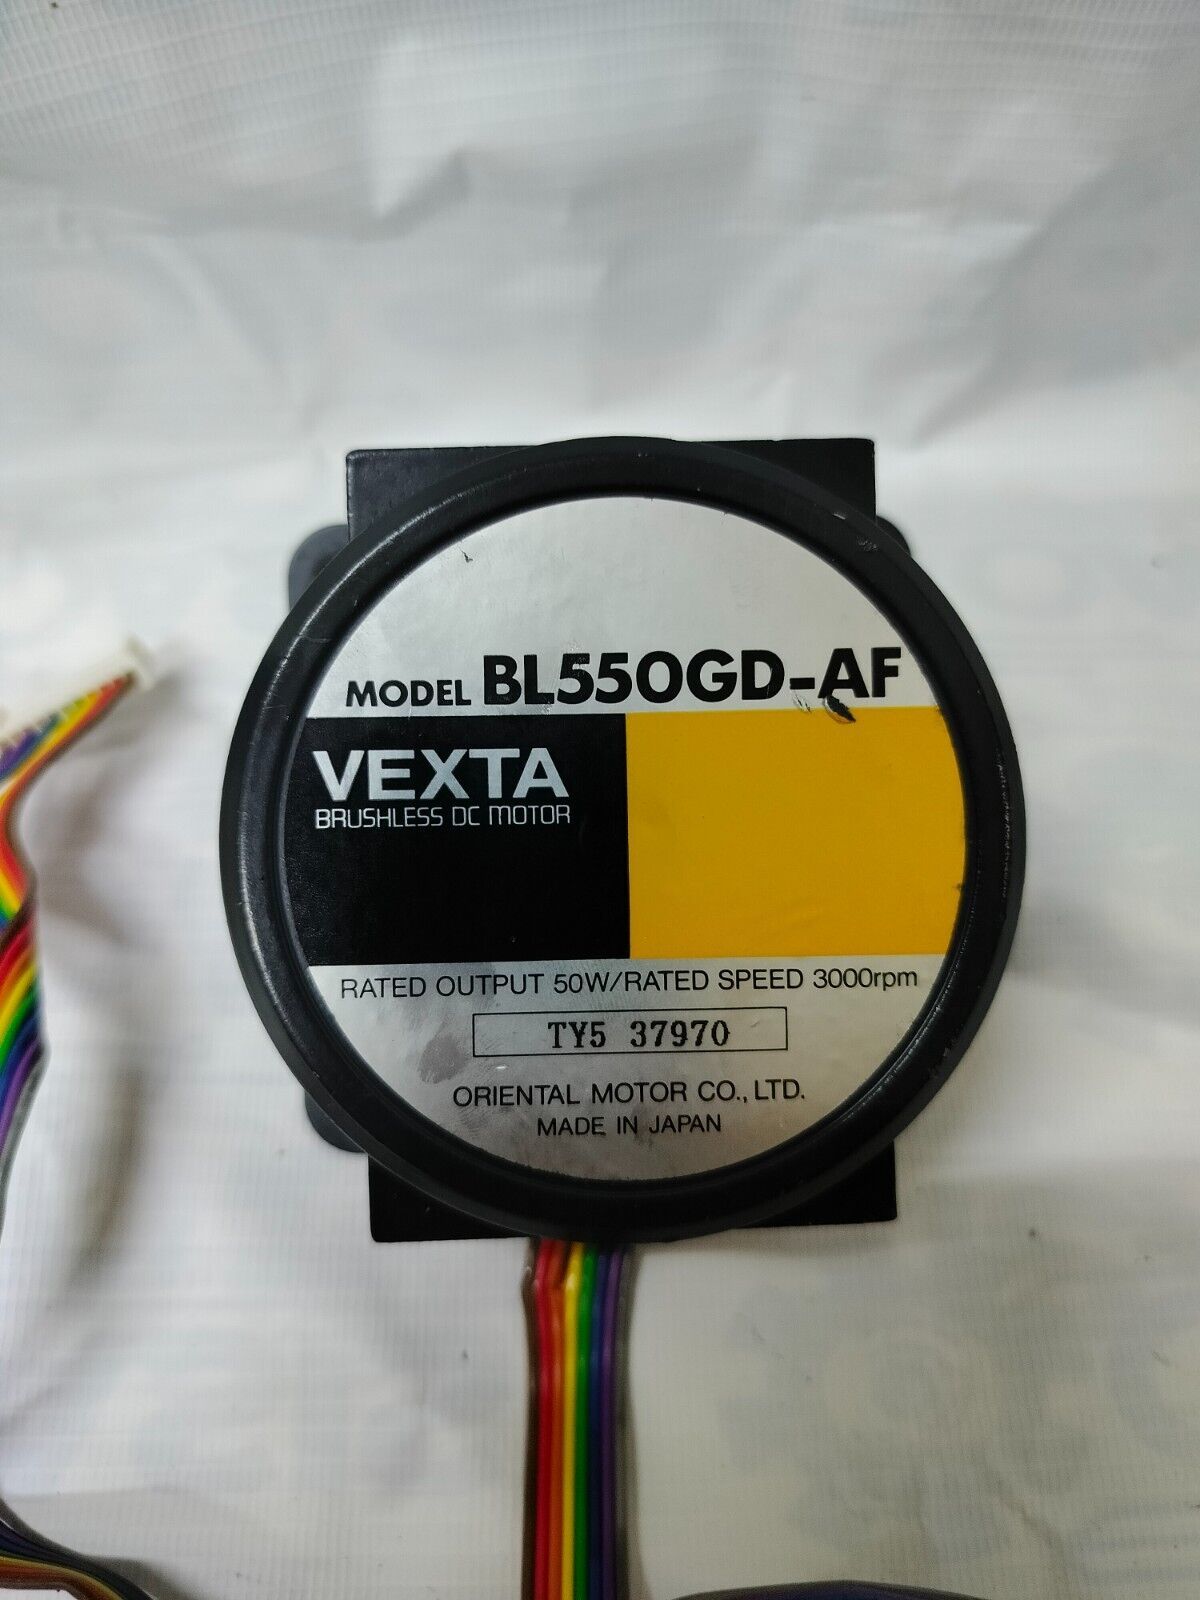 MODEL BL550GD-AF
VEXTA
BRUSHLESS DC MOTOR
RATED OUTPUT 50W/RATED SPEED 3000rpm
TY5 37970
ORIENTAL MOTOR CO., LTD.
MADE IN JAPAN